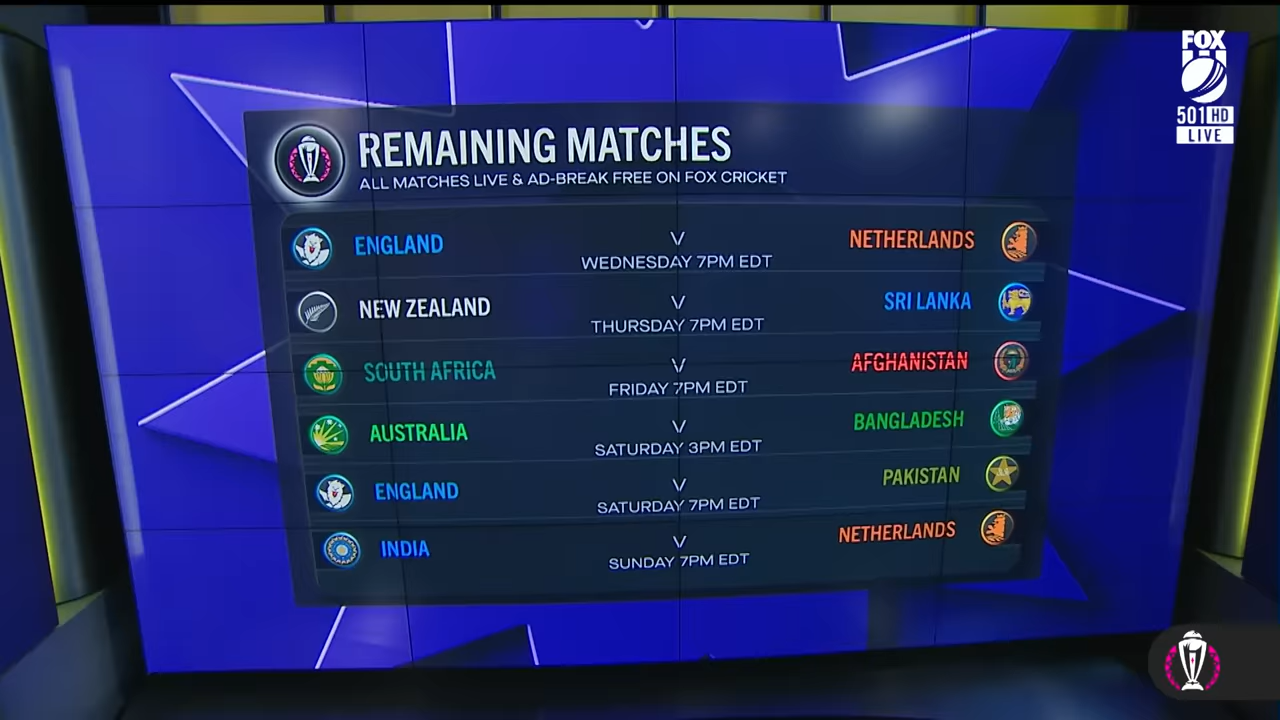 FOX
501 HD
LIVE
REMAINING MATCHES
ALL MATCHES LIVE & AD-BREAK FREE ON FOX CRICKET
ENGLAND V NETHERLANDS
WEDNESDAY 7PM EDT
NEW ZEALAND V SRI LANKA
THURSDAY 7PM EDT
SOUTH AFRICA V AFGHANISTAN
FRIDAY 7PM EDT
AUSTRALIA V BANGLADESH
SATURDAY 3PM EDT
ENGLAND V PAKISTAN
SATURDAY 7PM EDT
INDIA V NETHERLANDS
SUNDAY 7PM EDT